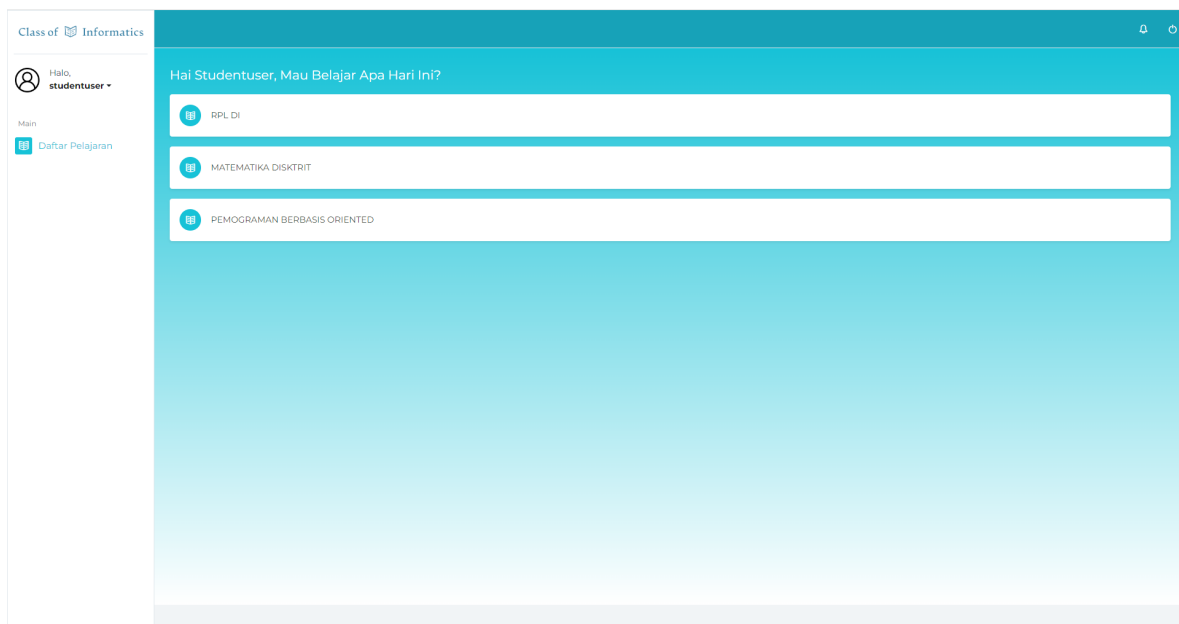 Class of Informatics
Halo,
studentuser
Main
Daftar Pelajaran
Hai Studentuser, Mau Belajar Apa Hari Ini?
RPL DI
MATEMATIKA DISKTRIT
PEMOGRAMAN BERBASIS ORIENTED